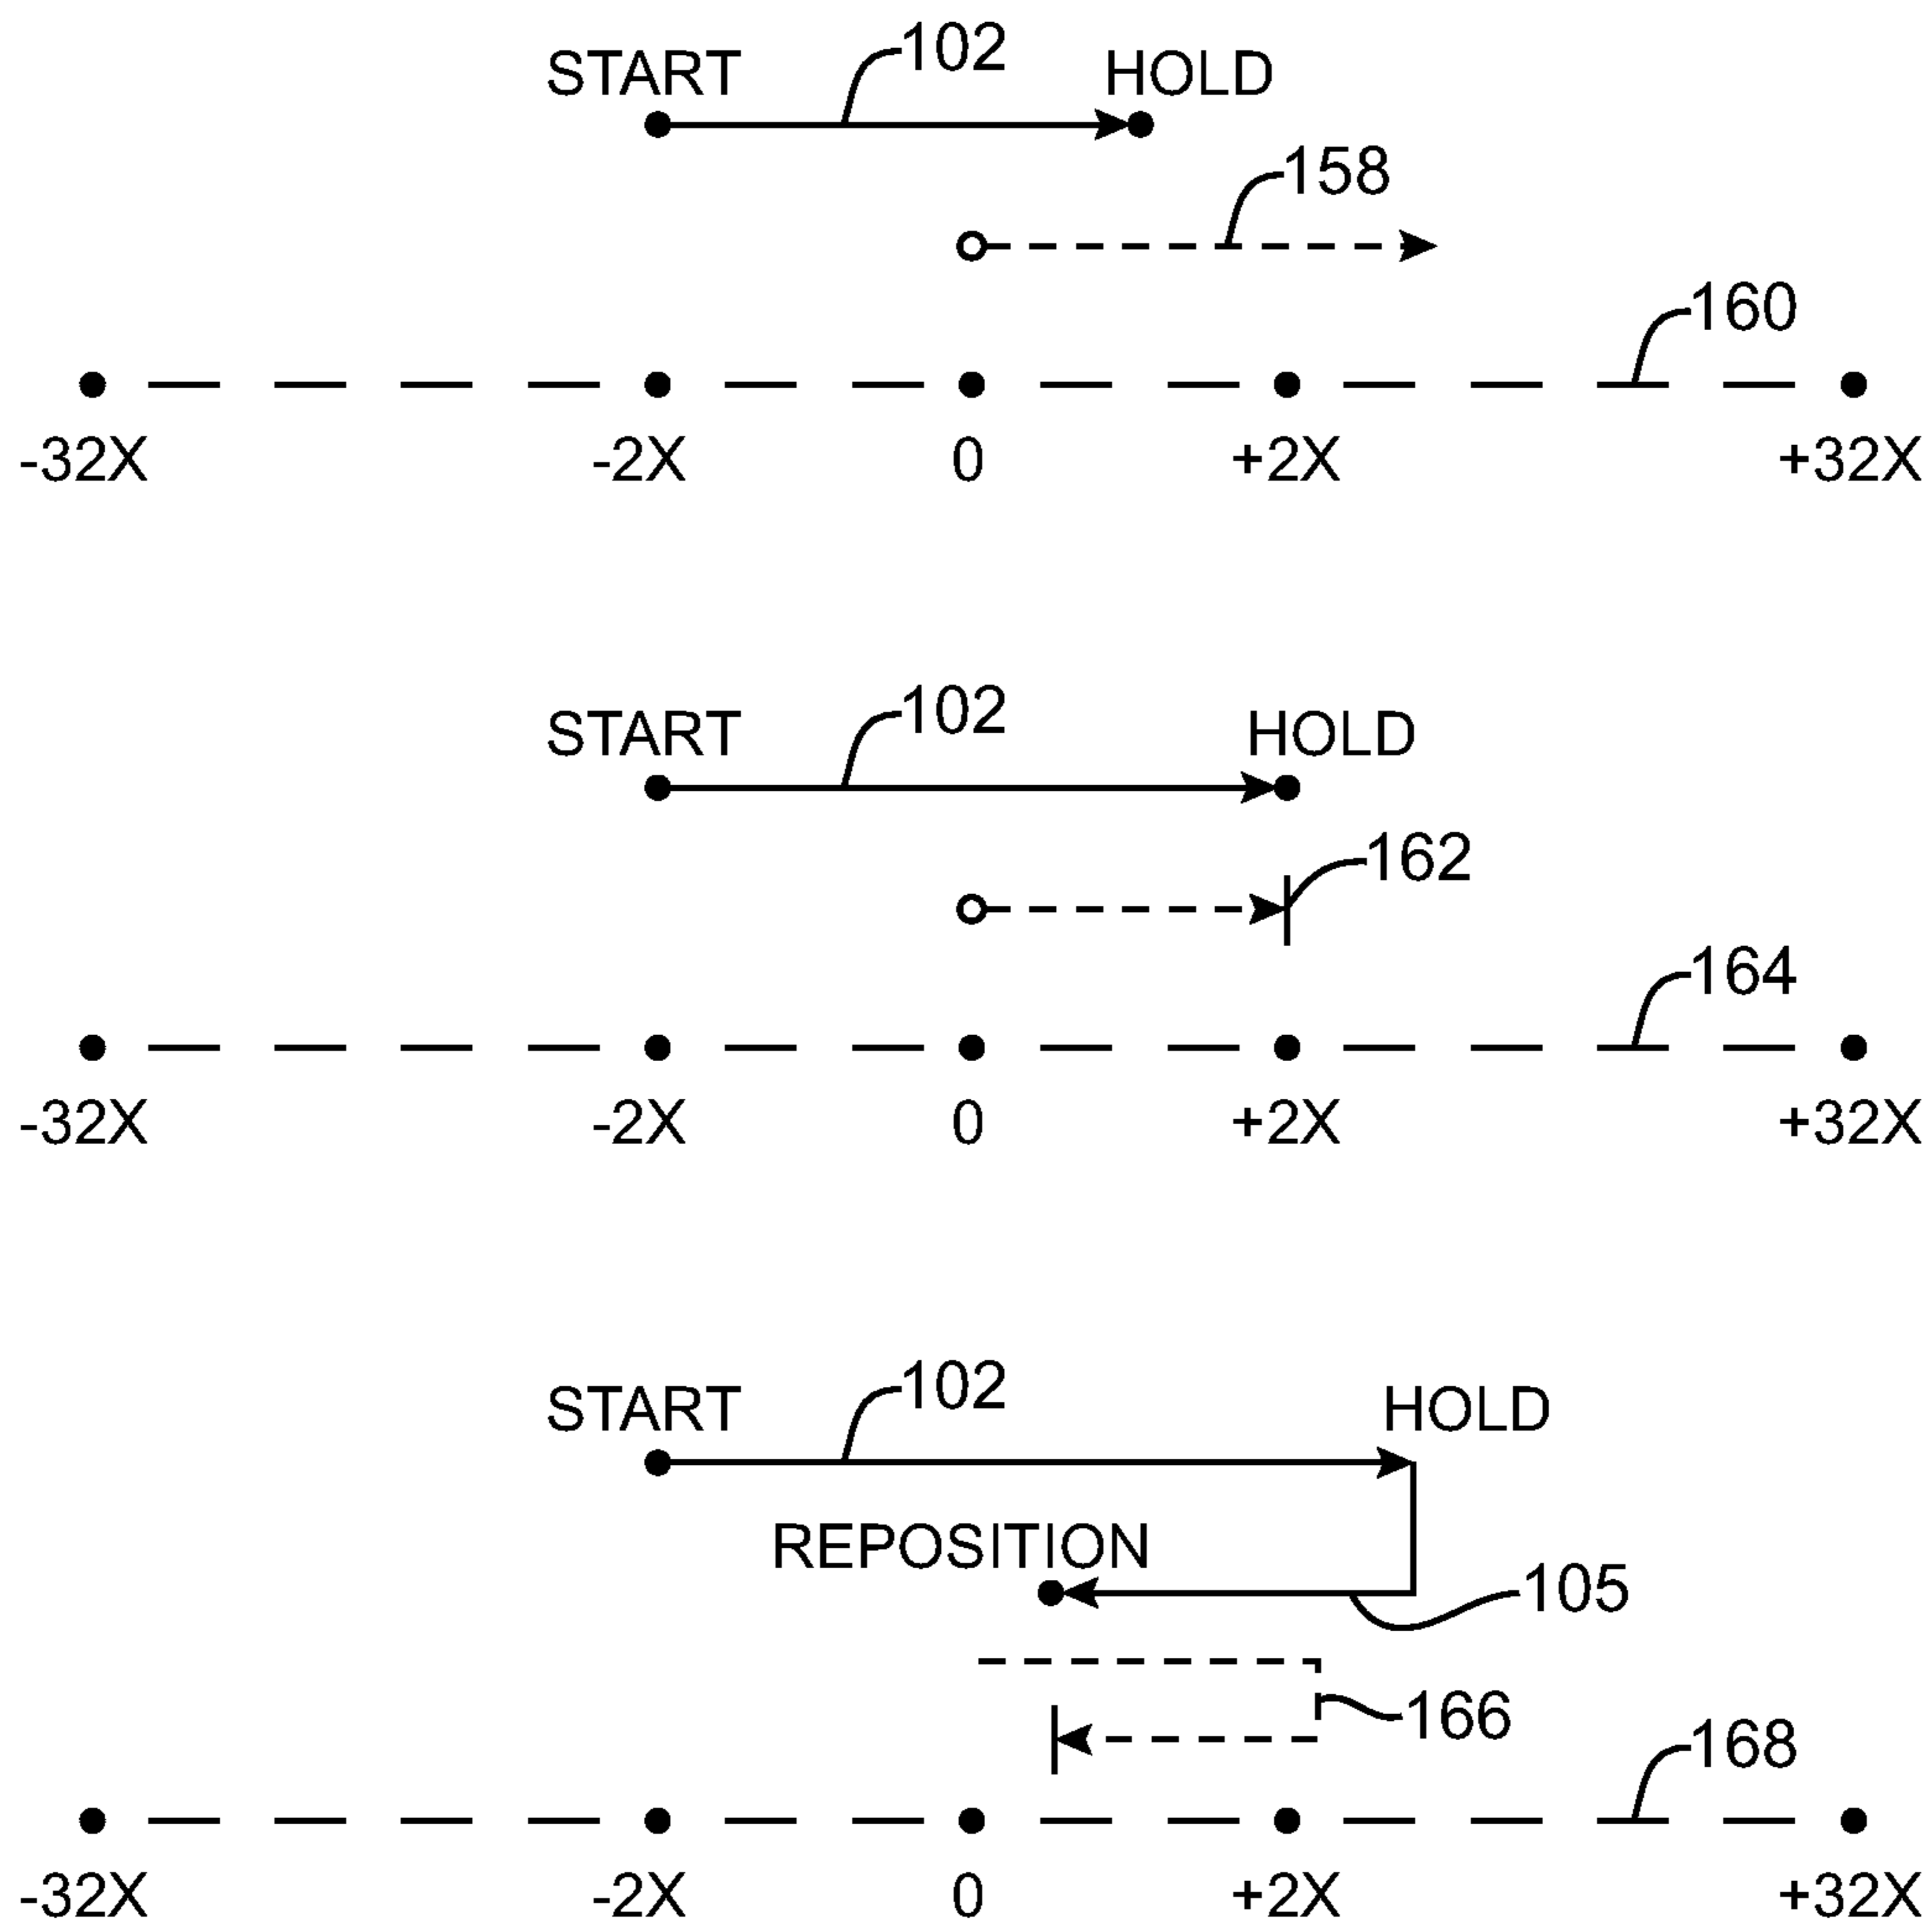 START 102 HOLD
158
160
-32X -2X 0 +2X +32X
START 102 HOLD
162
164
-32X -2X 0 +2X +32X
START 102 HOLD
REPOSITION
105
166
168
-32X -2X 0 +2X +32X